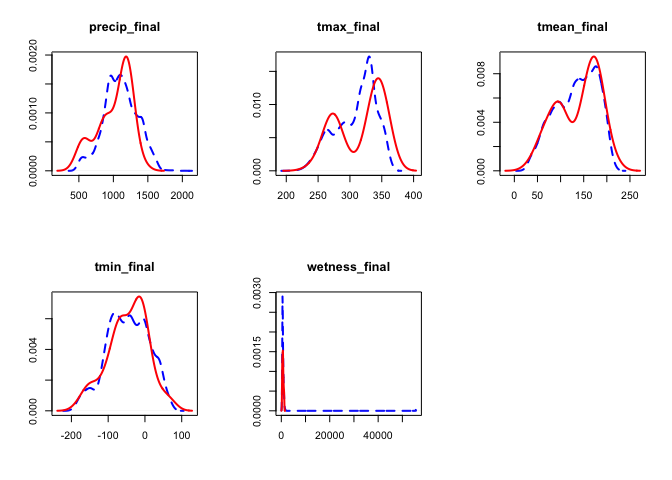 precip_final
0.0000 0.0010 0.0020
500 1000 1500 2000
tmax_final
0.000 0.010
200 250 300 350 400
tmean_final
0.000 0.004 0.008
0 50 150 250
tmin_final
0.000 0.004
-200 -100 0 100
wetness_final
0.0000 0.0015 0.0030
0 20000 40000